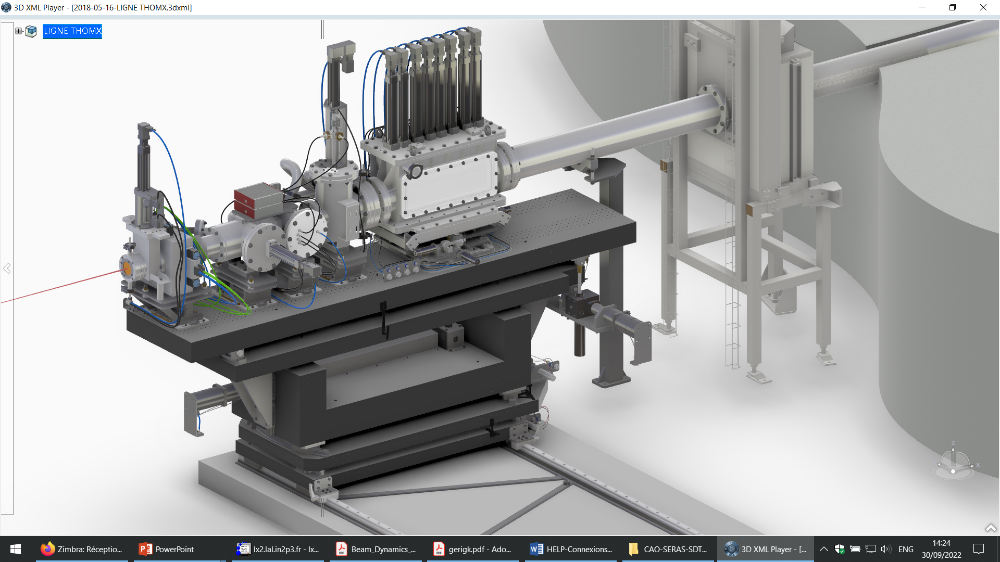 3D XML Player - [2018-05-16-LIGNE THOMX.3dxml]
LIGNE THOMX
z
x
Zimbra: Réceptio...
PowerPoint
lx2.lal.in2p3.fr - lx...
Beam_Dynamics_...
gerigk.pdf - Ado...
HELP-Connexions...
CAO-SERAS-SDT...
3D XML Player - [...
ENG
14:24
30/09/2022